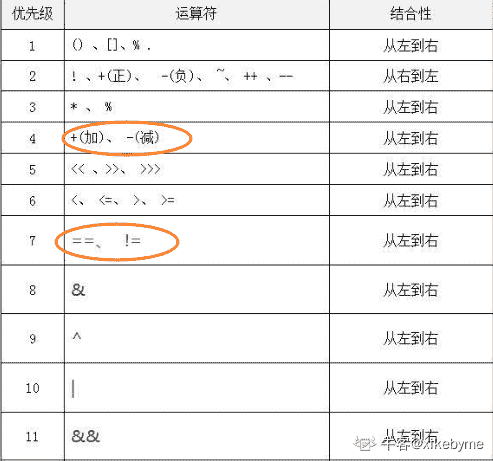 优先级 运算符 结合性
1 () 、[]、% . 从左到右
2 ! 、+(正)、 -(负)、 ~、 ++ 、-- 从右到左
3 * 、 % 从左到右
4 +(加)、 -(减) 从左到右
5 << 、>>、 >>> 从左到右
6 <、 <=、 >、 >= 从左到右
7 ==、 != 从左到右
8 & 从左到右
9 ^ 从左到右
10 | 从左到右
11 && 从左到右
牛客@xikebyme